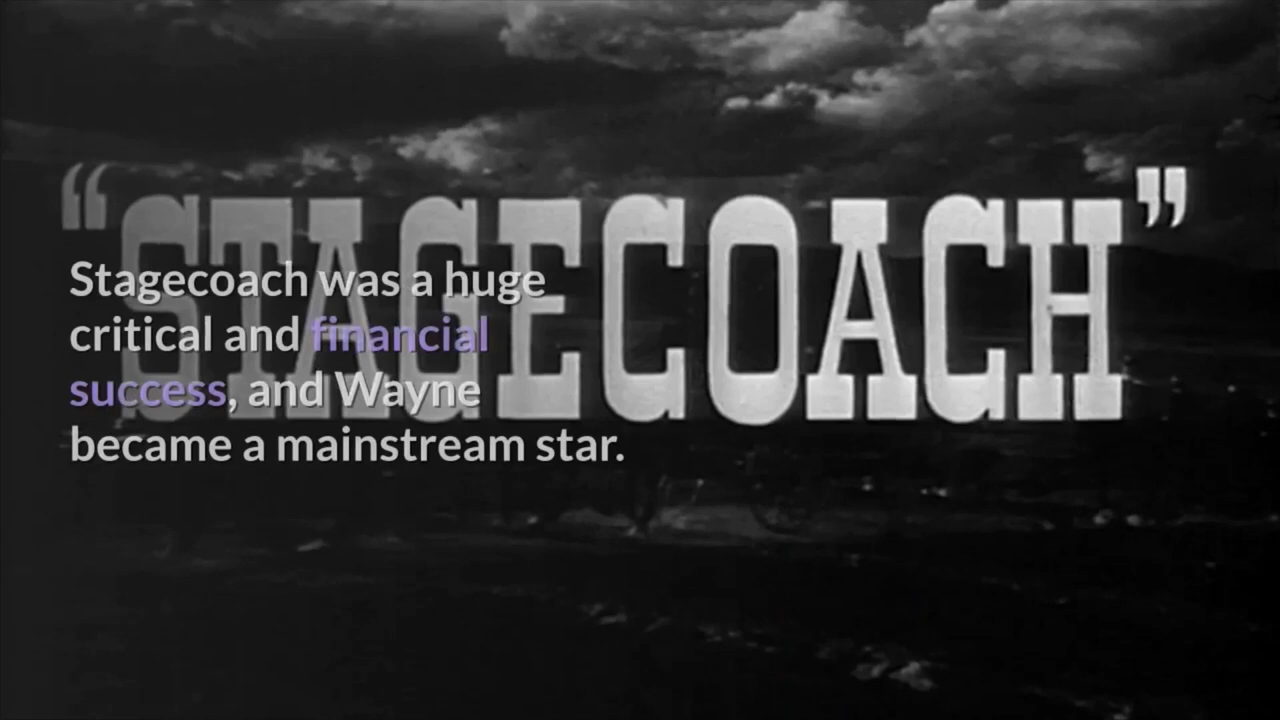 “STAGECOACH”
Stagecoach was a huge
critical and financial
success, and Wayne
became a mainstream star.